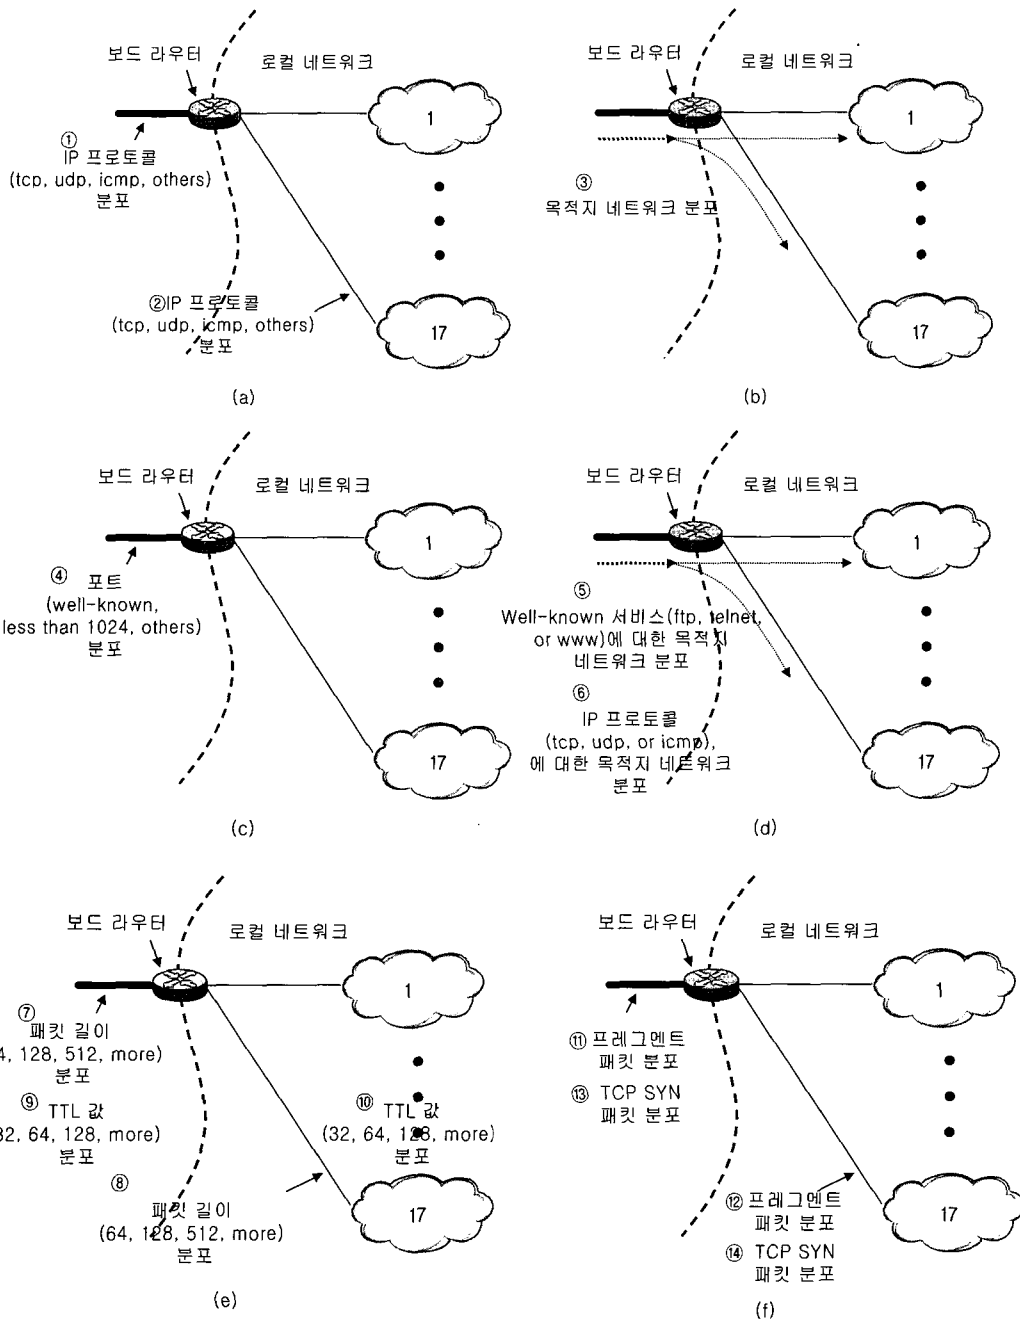 보드 라우터
로컬 네트워크
1
①
IP 프로토콜
(tcp, udp, icmp, others)
분포
②IP 프로토콜
(tcp, udp, icmp, others)
분포
17
(a)
보드 라우터
로컬 네트워크
1
③
목적지 네트워크 분포
17
(b)
보드 라우터
로컬 네트워크
1
④ 포트
(well-known,
less than 1024, others)
분포
17
(c)
보드 라우터
로컬 네트워크
1
⑤
Well-known 서비스(ftp, telnet,
or www)에 대한 목적지
네트워크 분포
⑥
IP 프로토콜
(tcp, udp, or icmp),
에 대한 목적지 네트워크
분포
17
(d)
보드 라우터
로컬 네트워크
1
⑦
패킷 길이
4, 128, 512, more)
분포
⑨ TTL 값
32, 64, 128, more)
분포
⑩ TTL 값
(32, 64, 128, more)
분포
⑧
패킷 길이
(64, 128, 512, more)
분포
17
(e)
보드 라우터
로컬 네트워크
1
⑪ 프레그멘트
패킷 분포
⑬ TCP SYN
패킷 분포
⑫ 프레그멘트
패킷 분포
⑭ TCP SYN
패킷 분포
17
(f)